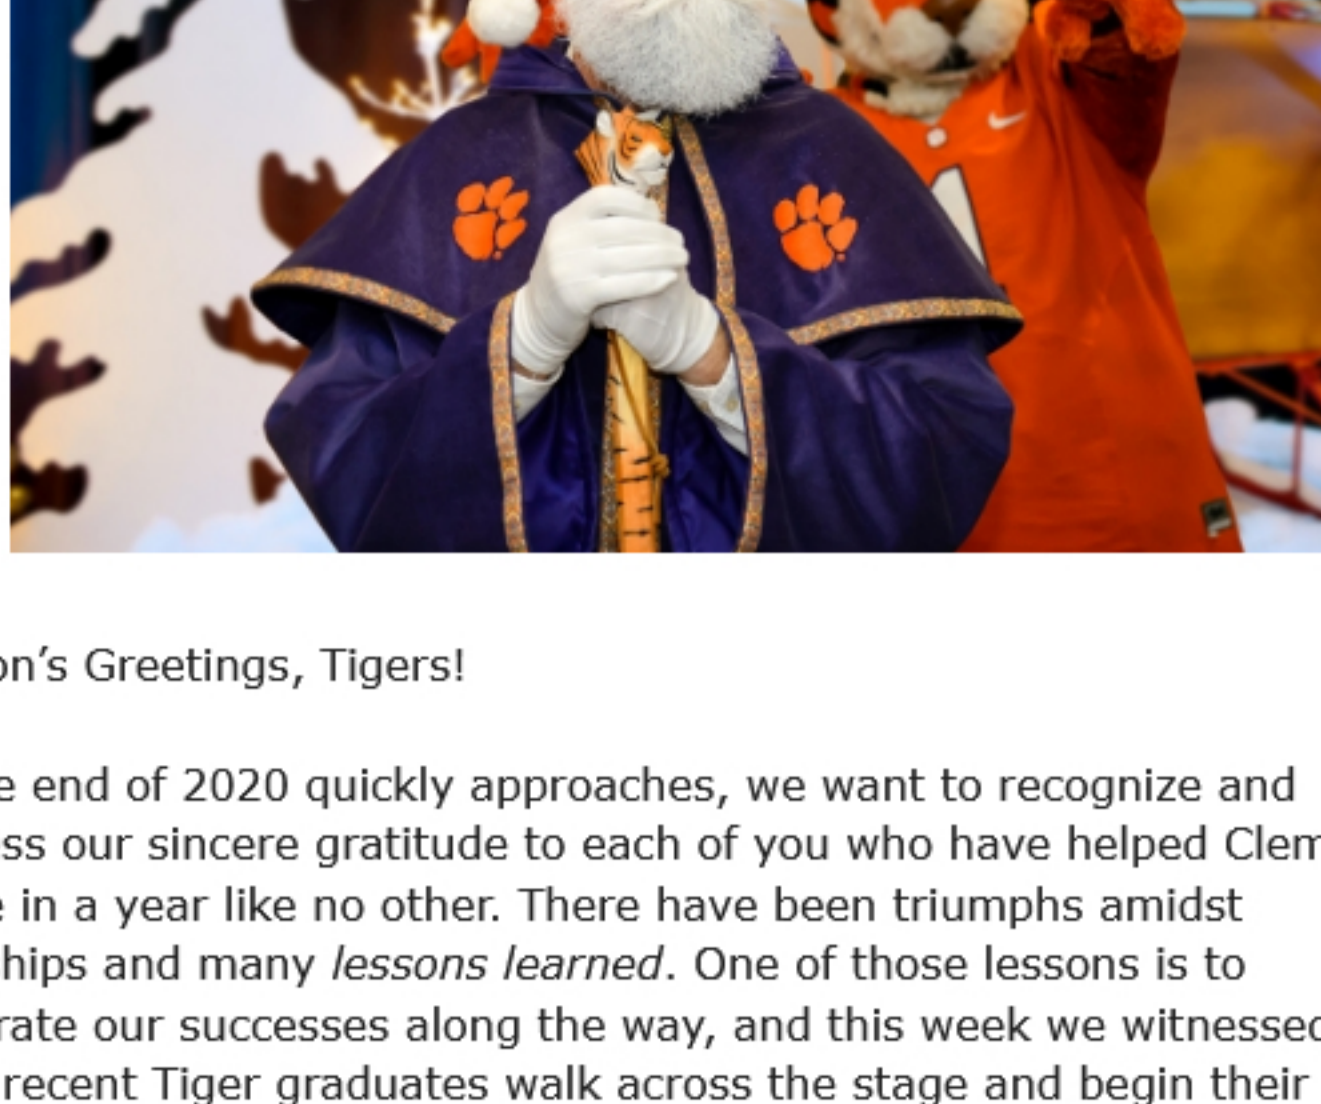 on’s Greetings, Tigers!
e end of 2020 quickly approaches, we want to recognize and
ss our sincere gratitude to each of you who have helped Clem
e in a year like no other. There have been triumphs amidst
hips and many lessons learned. One of those lessons is to
rate our successes along the way, and this week we witnessed
recent Tiger graduates walk across the stage and begin their